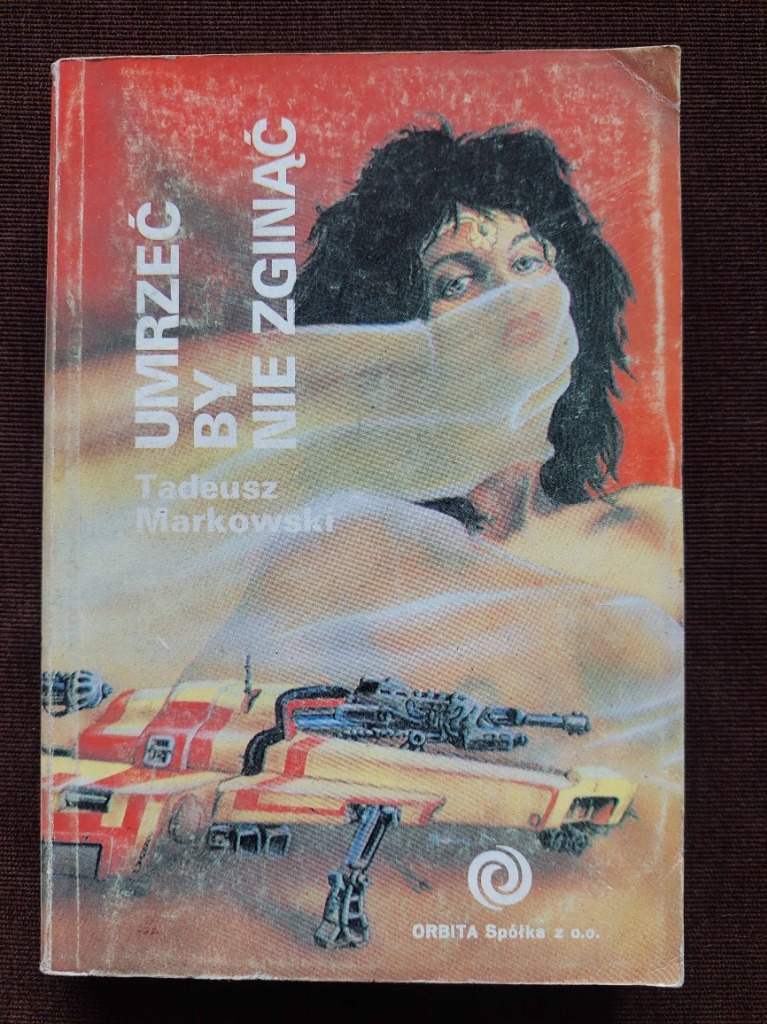 UMRZEĆ
BY
NIE ZGINĄĆ
Tadeusz
Markowski
ORBITA Spółka z o.o.